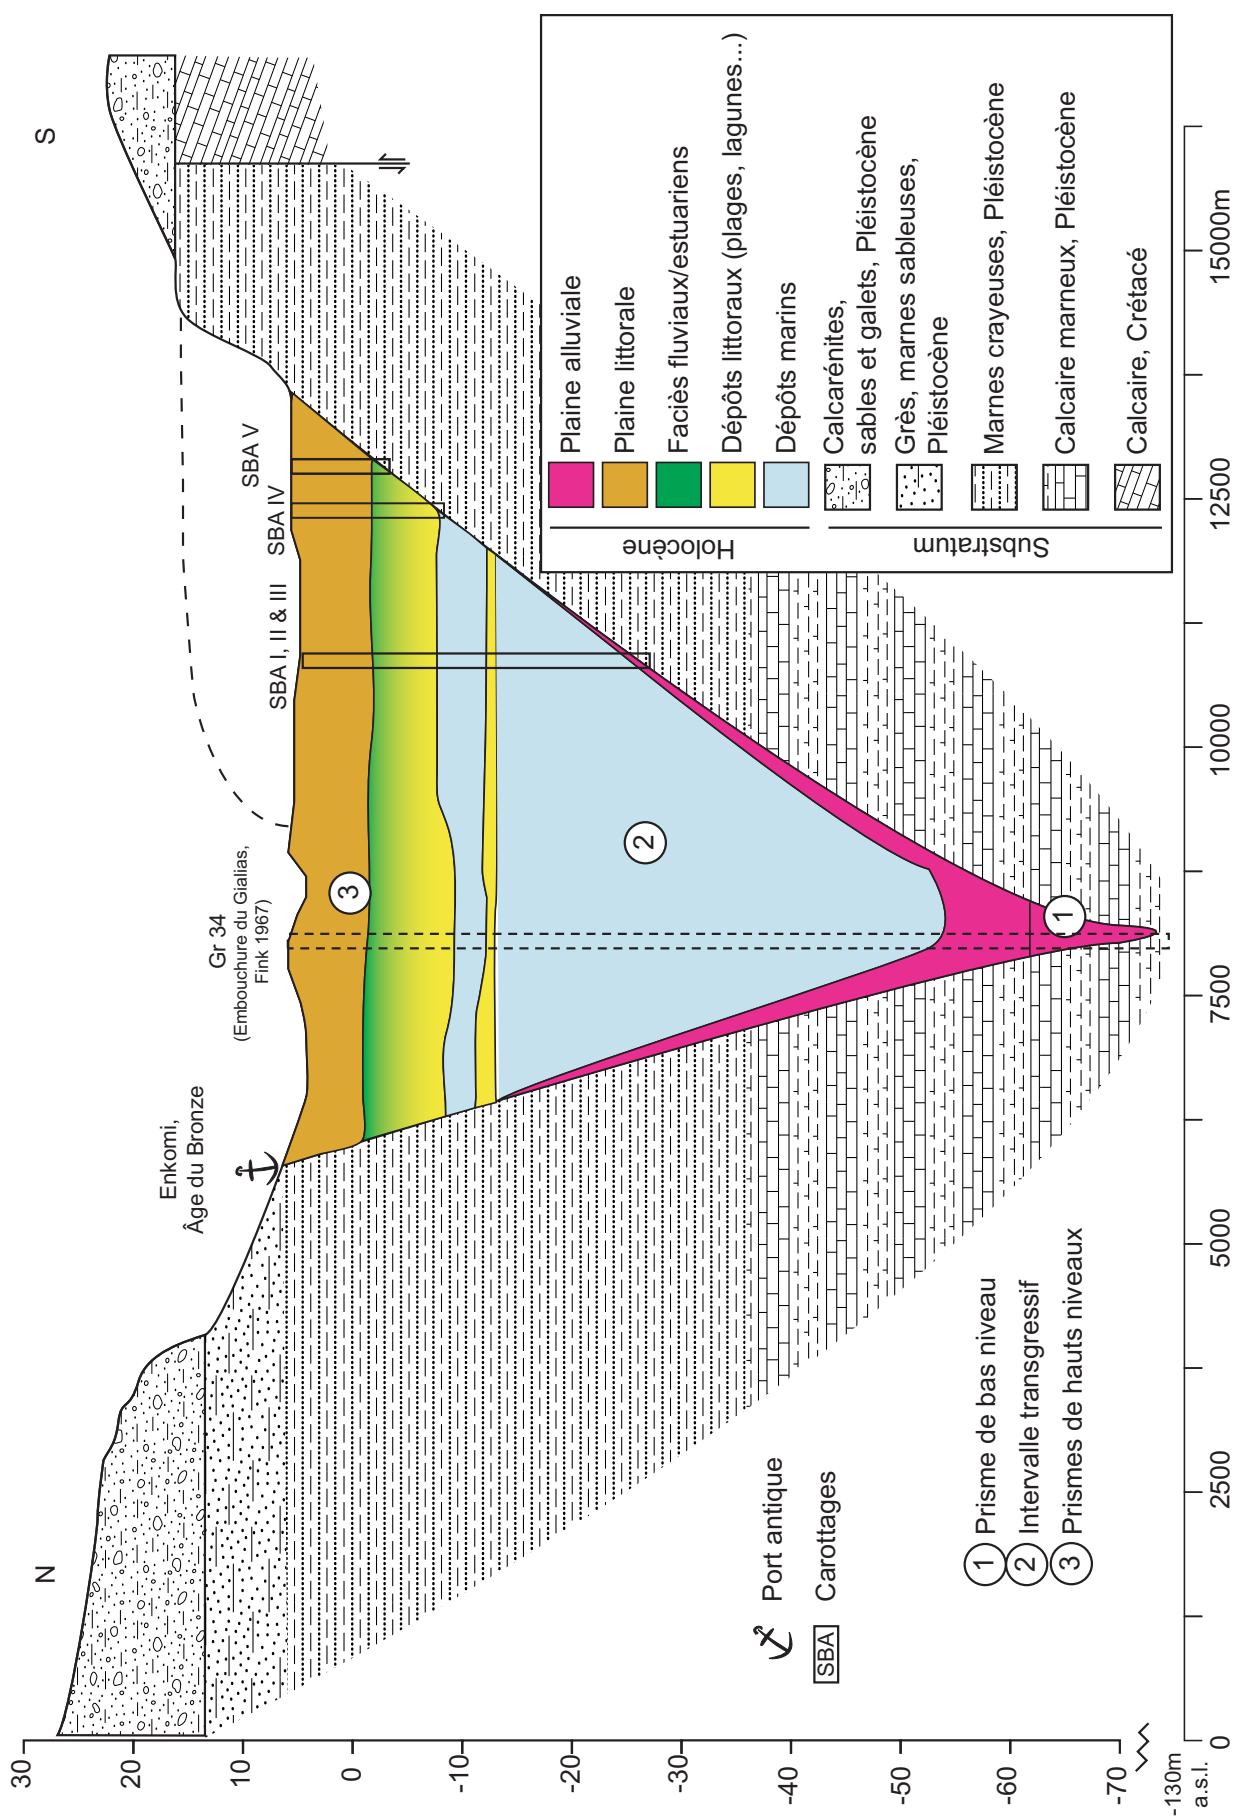 N
S
Enkomi,
Âge du Bronze
Gr 34
(Embouchure du Gialias,
Fink 1967)
SBA I, II & III
SBA IV
SBA V
3
2
1
30
20
10
0
-10
-20
-30
-40
-50
-60
-70
-130m
a.s.l.
0
2500
5000
7500
10000
12500
15000m
Port antique
SBA
Carottages
1
Prisme de bas niveau
2
Intervalle transgressif
3
Prismes de hauts niveaux
Holocène
Plaine alluviale
Plaine littorale
Faciès fluviaux/estuariens
Dépôts littoraux (plages, lagunes...)
Dépôts marins
Substratum
Calcarénites,
sables et galets, Pléistocène
Grès, marnes sableuses,
Pléistocène
Marnes crayeuses, Pléistocène
Calcaire marneux, Pléistocène
Calcaire, Crétacé